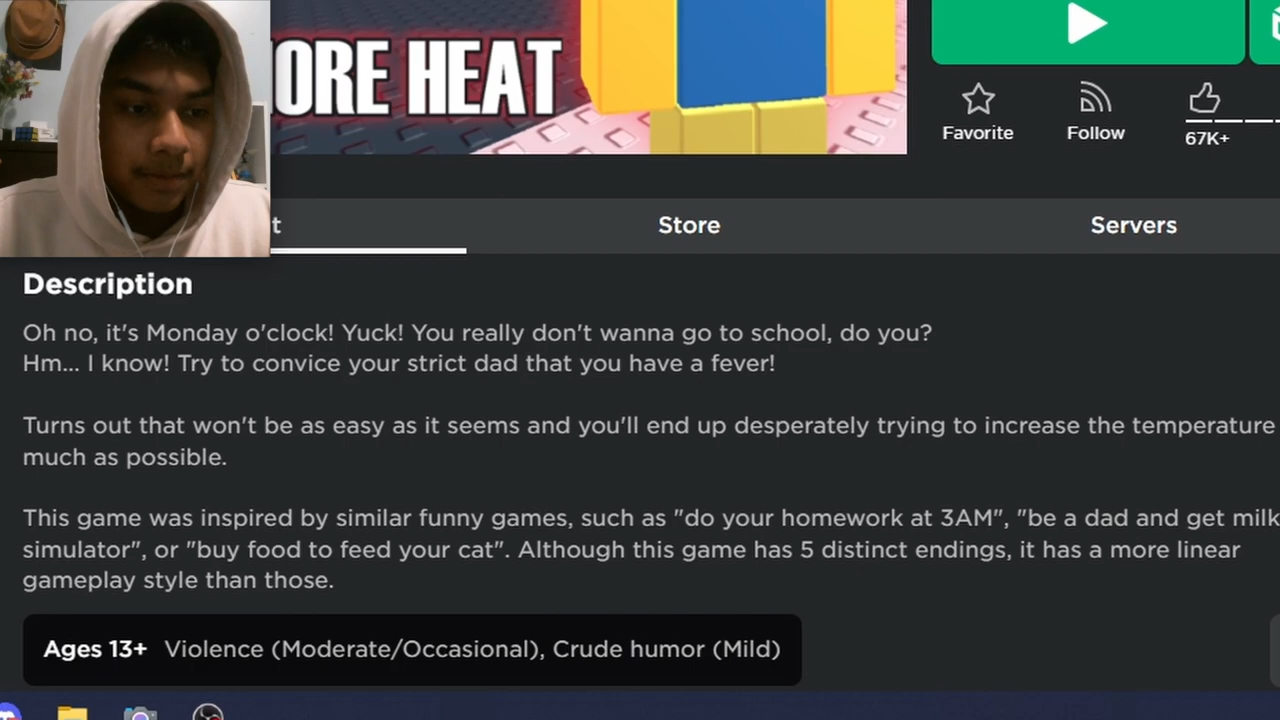 ORE HEAT
Favorite
Follow
67K+
t
Store
Servers
Description
Oh no, it's Monday o'clock! Yuck! You really don't wanna go to school, do you?
Hm... I know! Try to convice your strict dad that you have a fever!
Turns out that won't be as easy as it seems and you'll end up desperately trying to increase the temperature
much as possible.
This game was inspired by similar funny games, such as "do your homework at 3AM", "be a dad and get milk
simulator", or "buy food to feed your cat". Although this game has 5 distinct endings, it has a more linear
gameplay style than those.
Ages 13+ Violence (Moderate/Occasional), Crude humor (Mild)